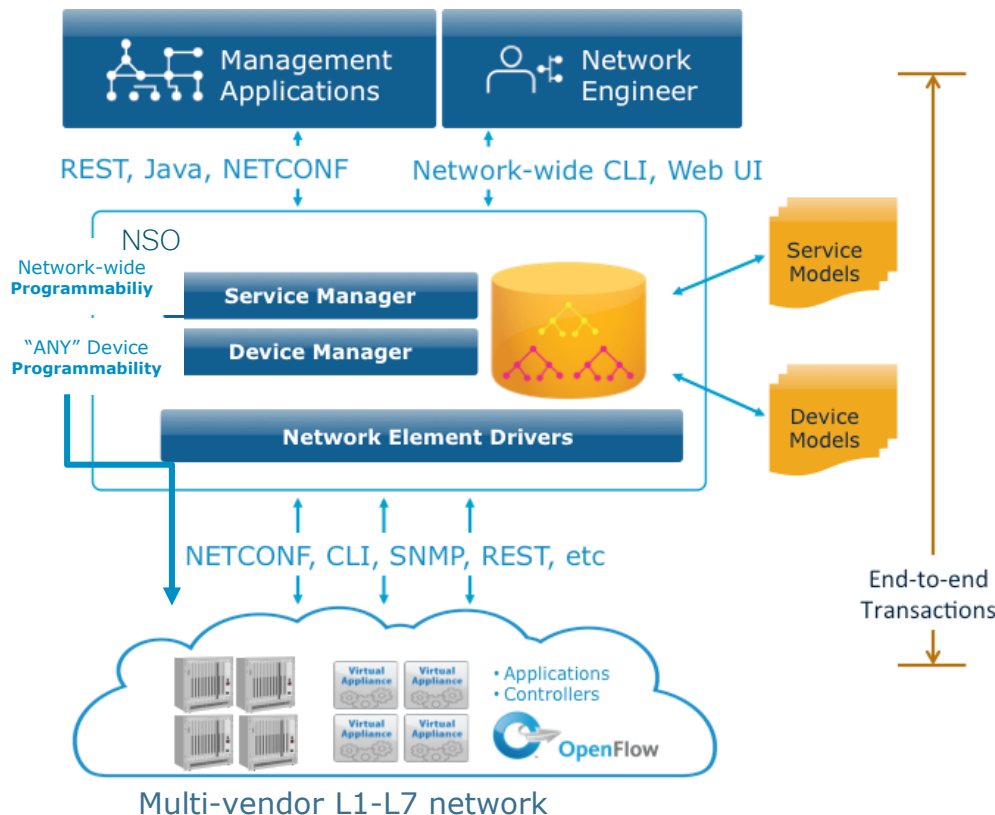 Management
Applications
Network
Engineer
REST, Java, NETCONF
Network-wide CLI, Web UI
NSO
Network-wide
Programmabiliy
Service Manager
"ANY" Device
Programmability
Device Manager
Network Element Drivers
Service
Models
Device
Models
NETCONF, CLI, SNMP, REST, etc
End-to-end
Transactions
Virtual
Appliance
Virtual
Appliance
Virtual
Appliance
Virtual
Appliance
• Applications
• Controllers
OpenFlow
Multi-vendor L1-L7 network